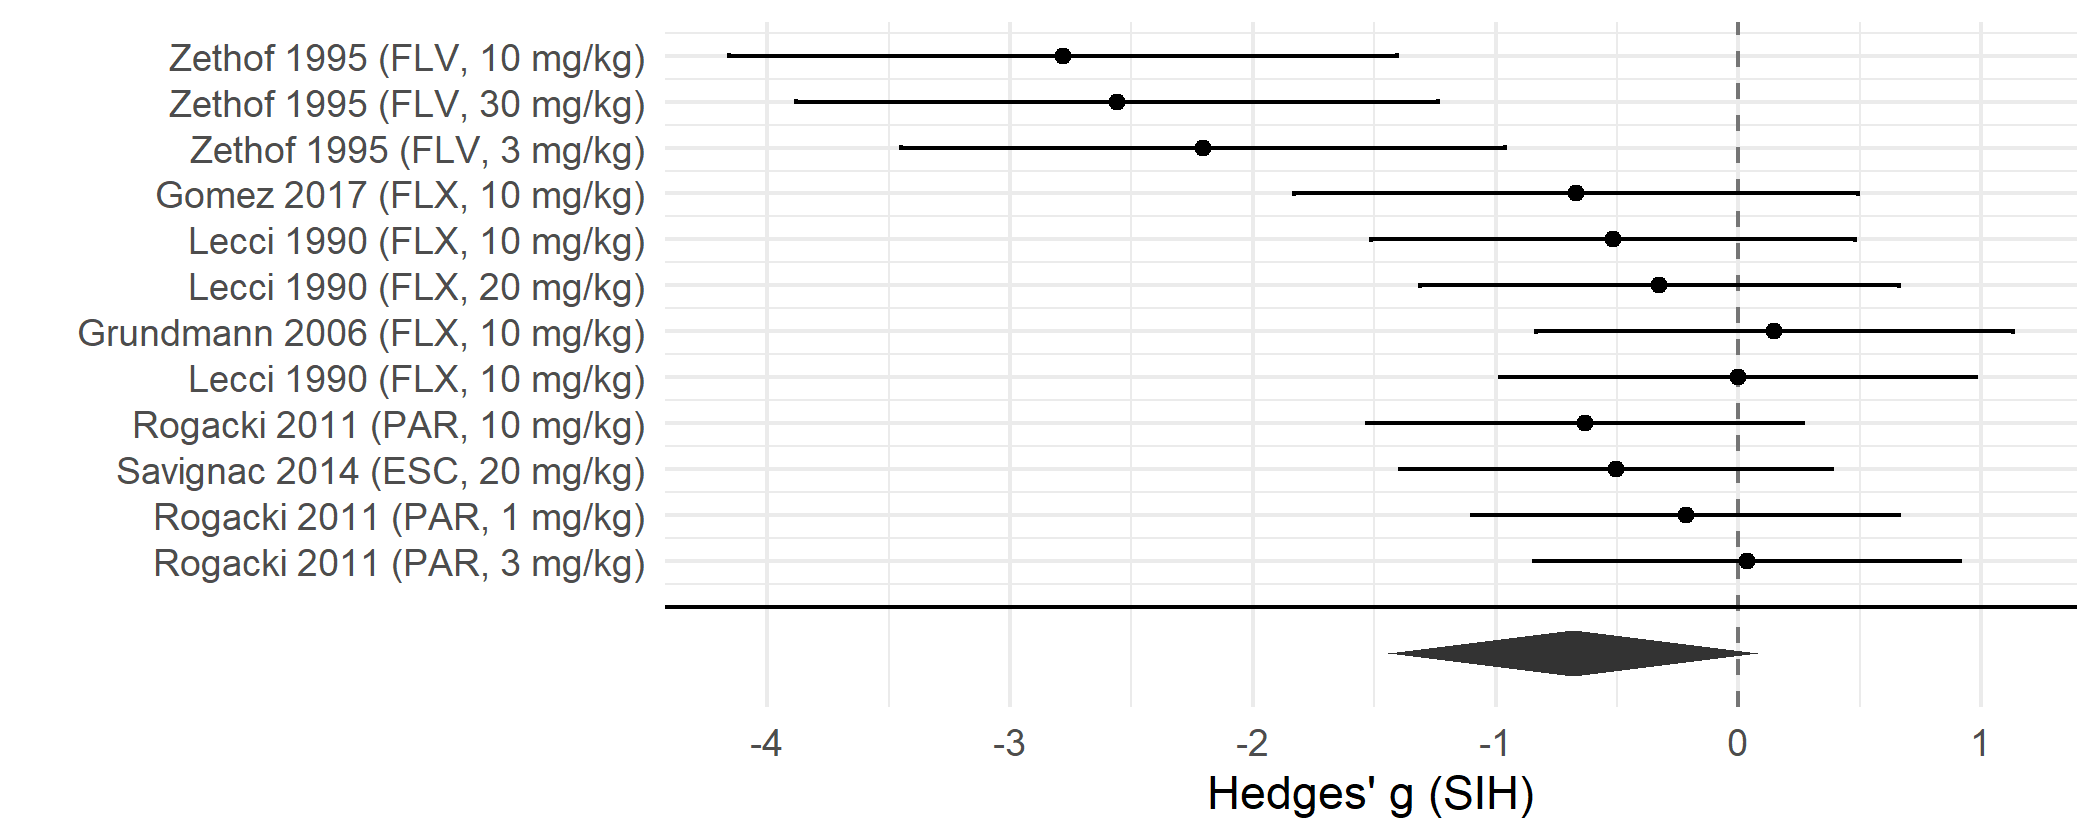 Zethof 1995 (FLV, 10 mg/kg)
Zethof 1995 (FLV, 30 mg/kg)
Zethof 1995 (FLV, 3 mg/kg)
Gomez 2017 (FLX, 10 mg/kg)
Lecci 1990 (FLX, 10 mg/kg)
Lecci 1990 (FLX, 20 mg/kg)
Grundmann 2006 (FLX, 10 mg/kg)
Lecci 1990 (FLX, 10 mg/kg)
Rogacki 2011 (PAR, 10 mg/kg)
Savignac 2014 (ESC, 20 mg/kg)
Rogacki 2011 (PAR, 1 mg/kg)
Rogacki 2011 (PAR, 3 mg/kg)
-4 -3 -2 -1 0 1
Hedges' g (SIH)